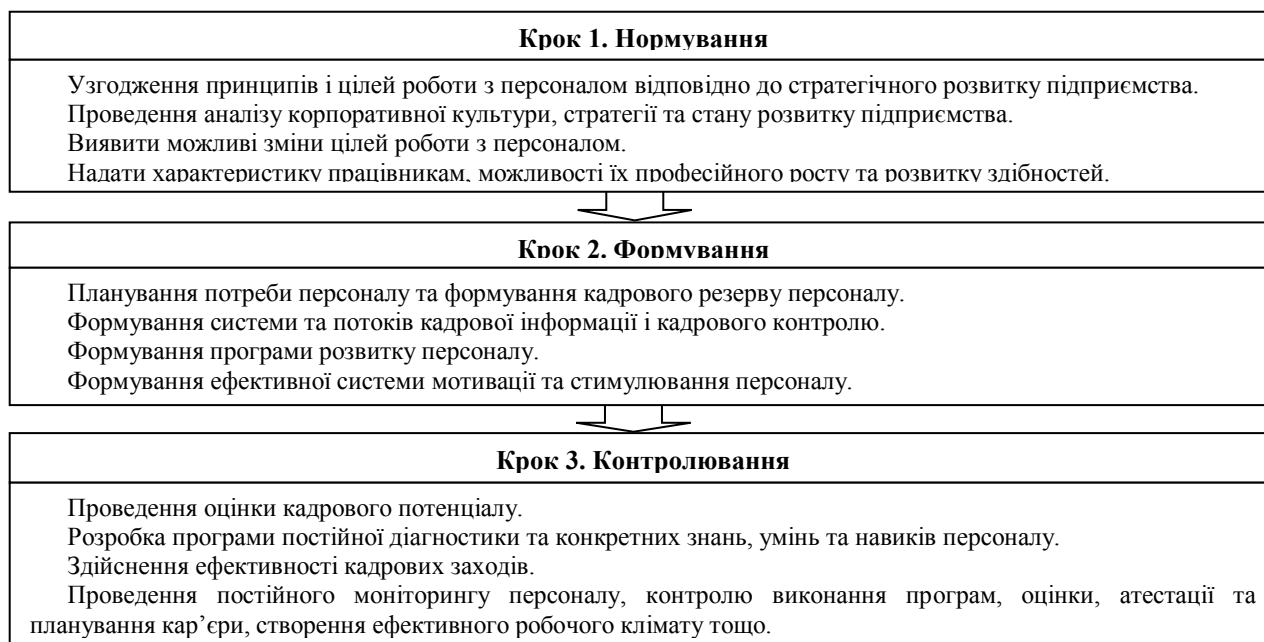 Крок 1. Нормування
Узгодження принципів і цілей роботи з персоналом відповідно до стратегічного розвитку підприємства.
Проведення аналізу корпоративної культури, стратегії та стану розвитку підприємства.
Виявити можливі зміни цілей роботи з персоналом.
Надати характеристику працівникам, можливості їх професійного росту та розвитку здібностей.
Крок 2. Формування
Планування потреби персоналу та формування кадрового резерву персоналу.
Формування системи та потоків кадрової інформації і кадрового контролю.
Формування програми розвитку персоналу.
Формування ефективної системи мотивації та стимулювання персоналу.
Крок 3. Контролювання
Проведення оцінки кадрового потенціалу.
Розробка програми постійної діагностики та конкретних знань, умінь та навиків персоналу.
Здійснення ефективності кадрових заходів.
Проведення постійного моніторингу персоналу, контролю виконання програм, оцінки, атестації та
планування кар’єри, створення ефективного робочого клімату тощо.